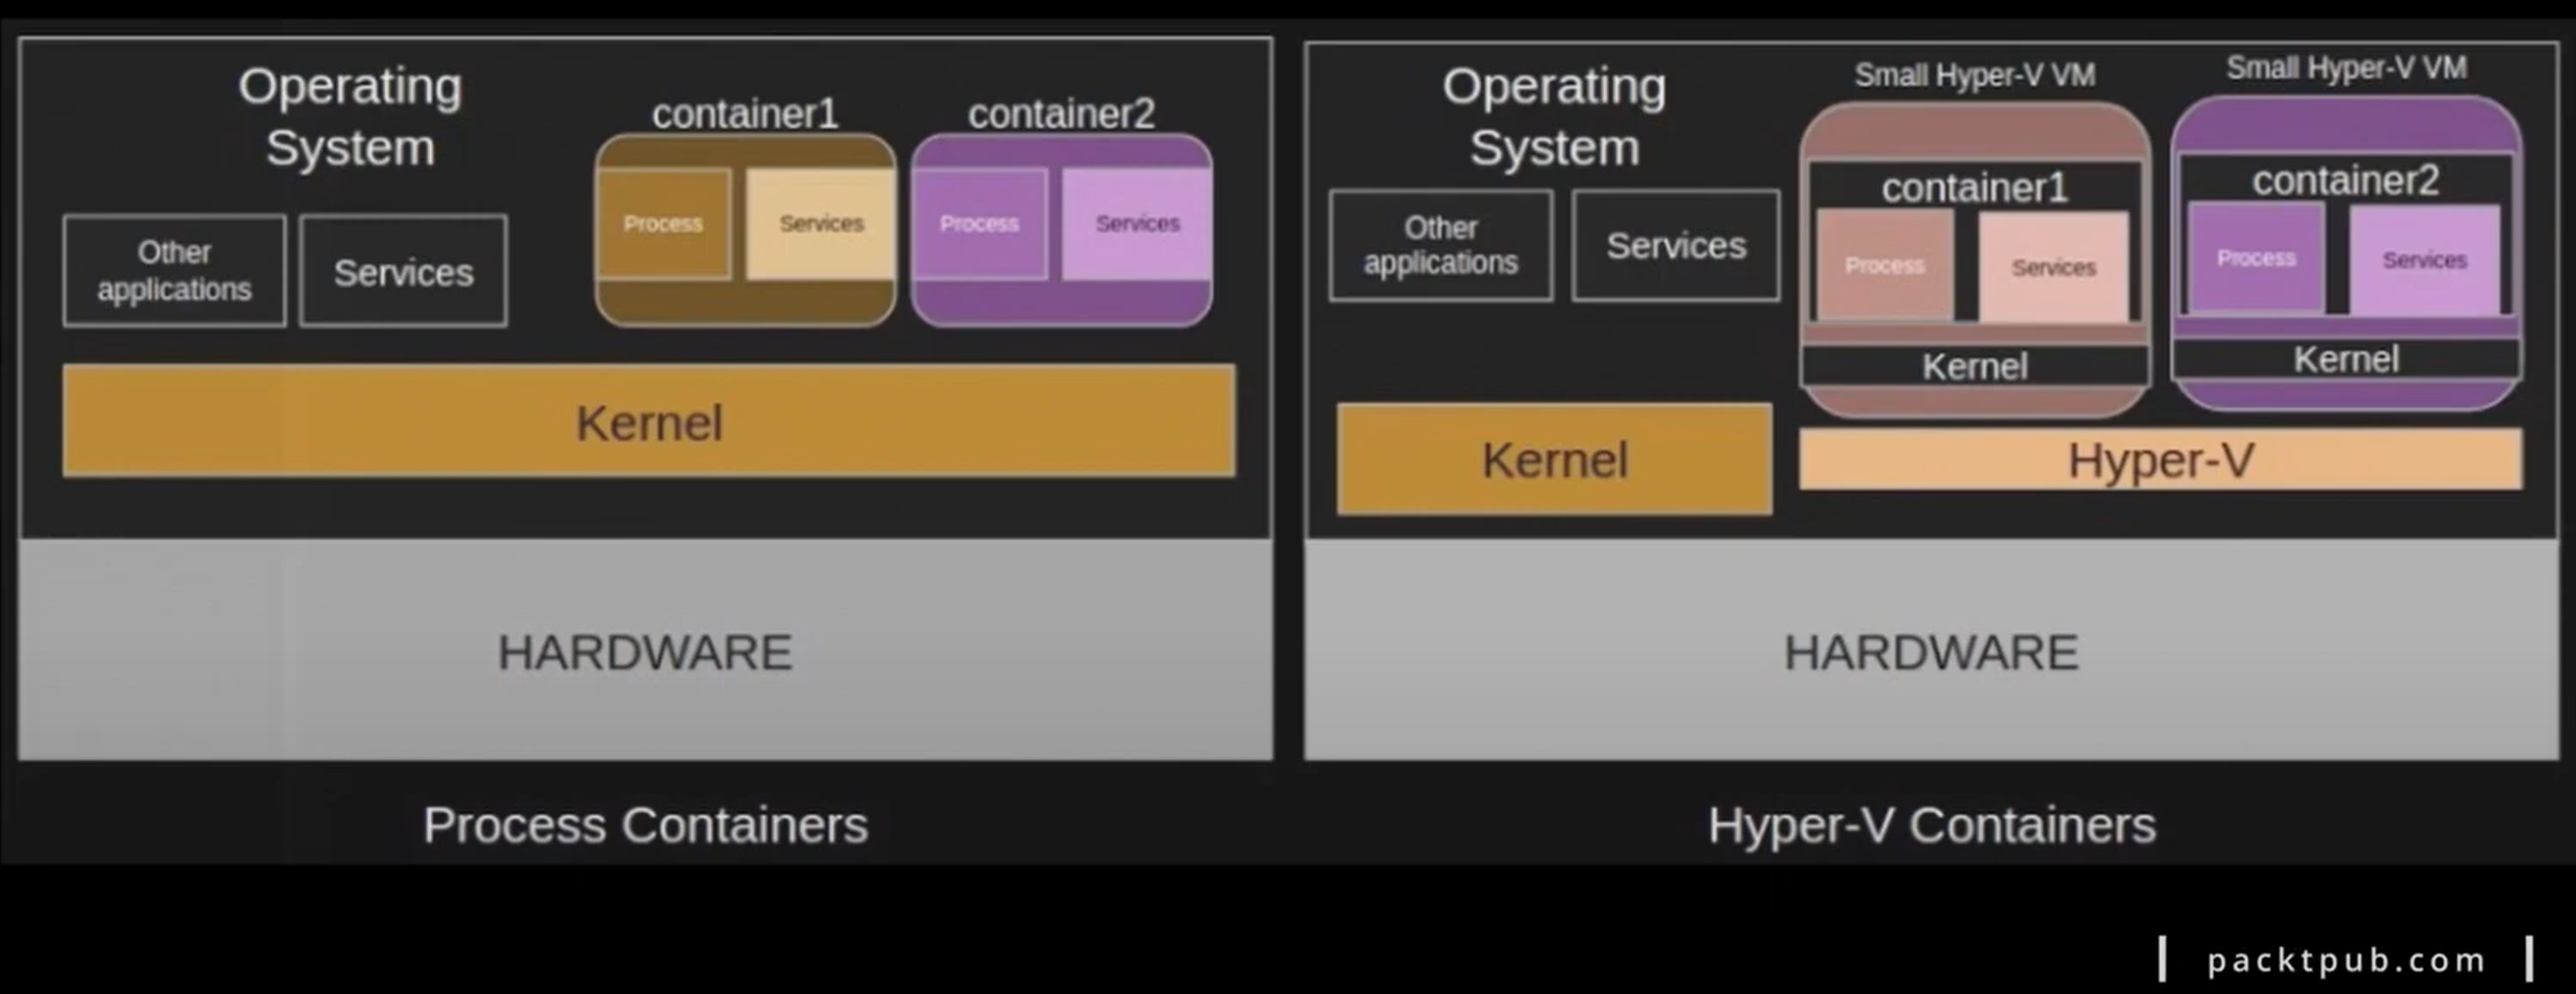 Operating
System
container1
container2
Other
applications
Services
Process
Services
Process
Services
Kernel
HARDWARE
Process Containers
Operating
System
Small Hyper-V VM
Small Hyper-V VM
Other
applications
Services
container1
Process
Services
Kernel
container2
Process
Services
Kernel
Kernel
Hyper-V
HARDWARE
Hyper-V Containers
packtpub.com